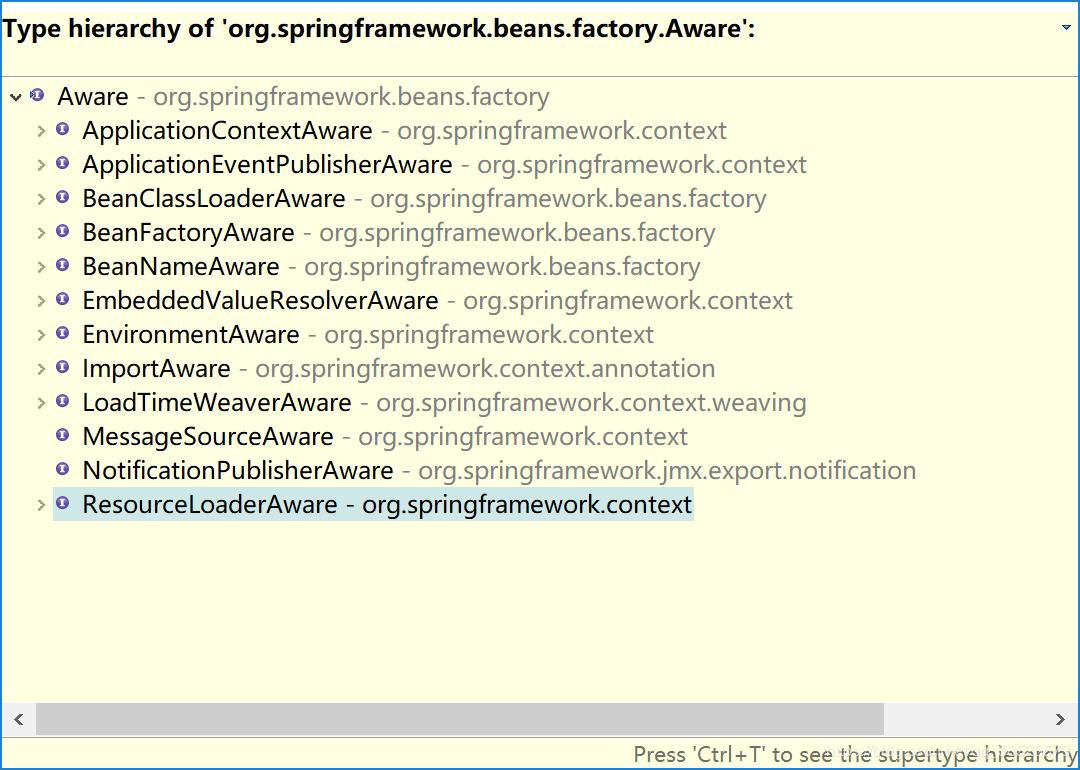 Type hierarchy of 'org.springframework.beans.factory.Aware':
Aware - org.springframework.beans.factory
ApplicationContextAware - org.springframework.context
ApplicationEventPublisherAware - org.springframework.context
BeanClassLoaderAware - org.springframework.beans.factory
BeanFactoryAware - org.springframework.beans.factory
BeanNameAware - org.springframework.beans.factory
EmbeddedValueResolverAware - org.springframework.context
EnvironmentAware - org.springframework.context
ImportAware - org.springframework.context.annotation
LoadTimeWeaverAware - org.springframework.context.weaving
MessageSourceAware - org.springframework.context
NotificationPublisherAware - org.springframework.jmx.export.notification
ResourceLoaderAware - org.springframework.context
Press 'Ctrl+T' to see the supertype hierarchy